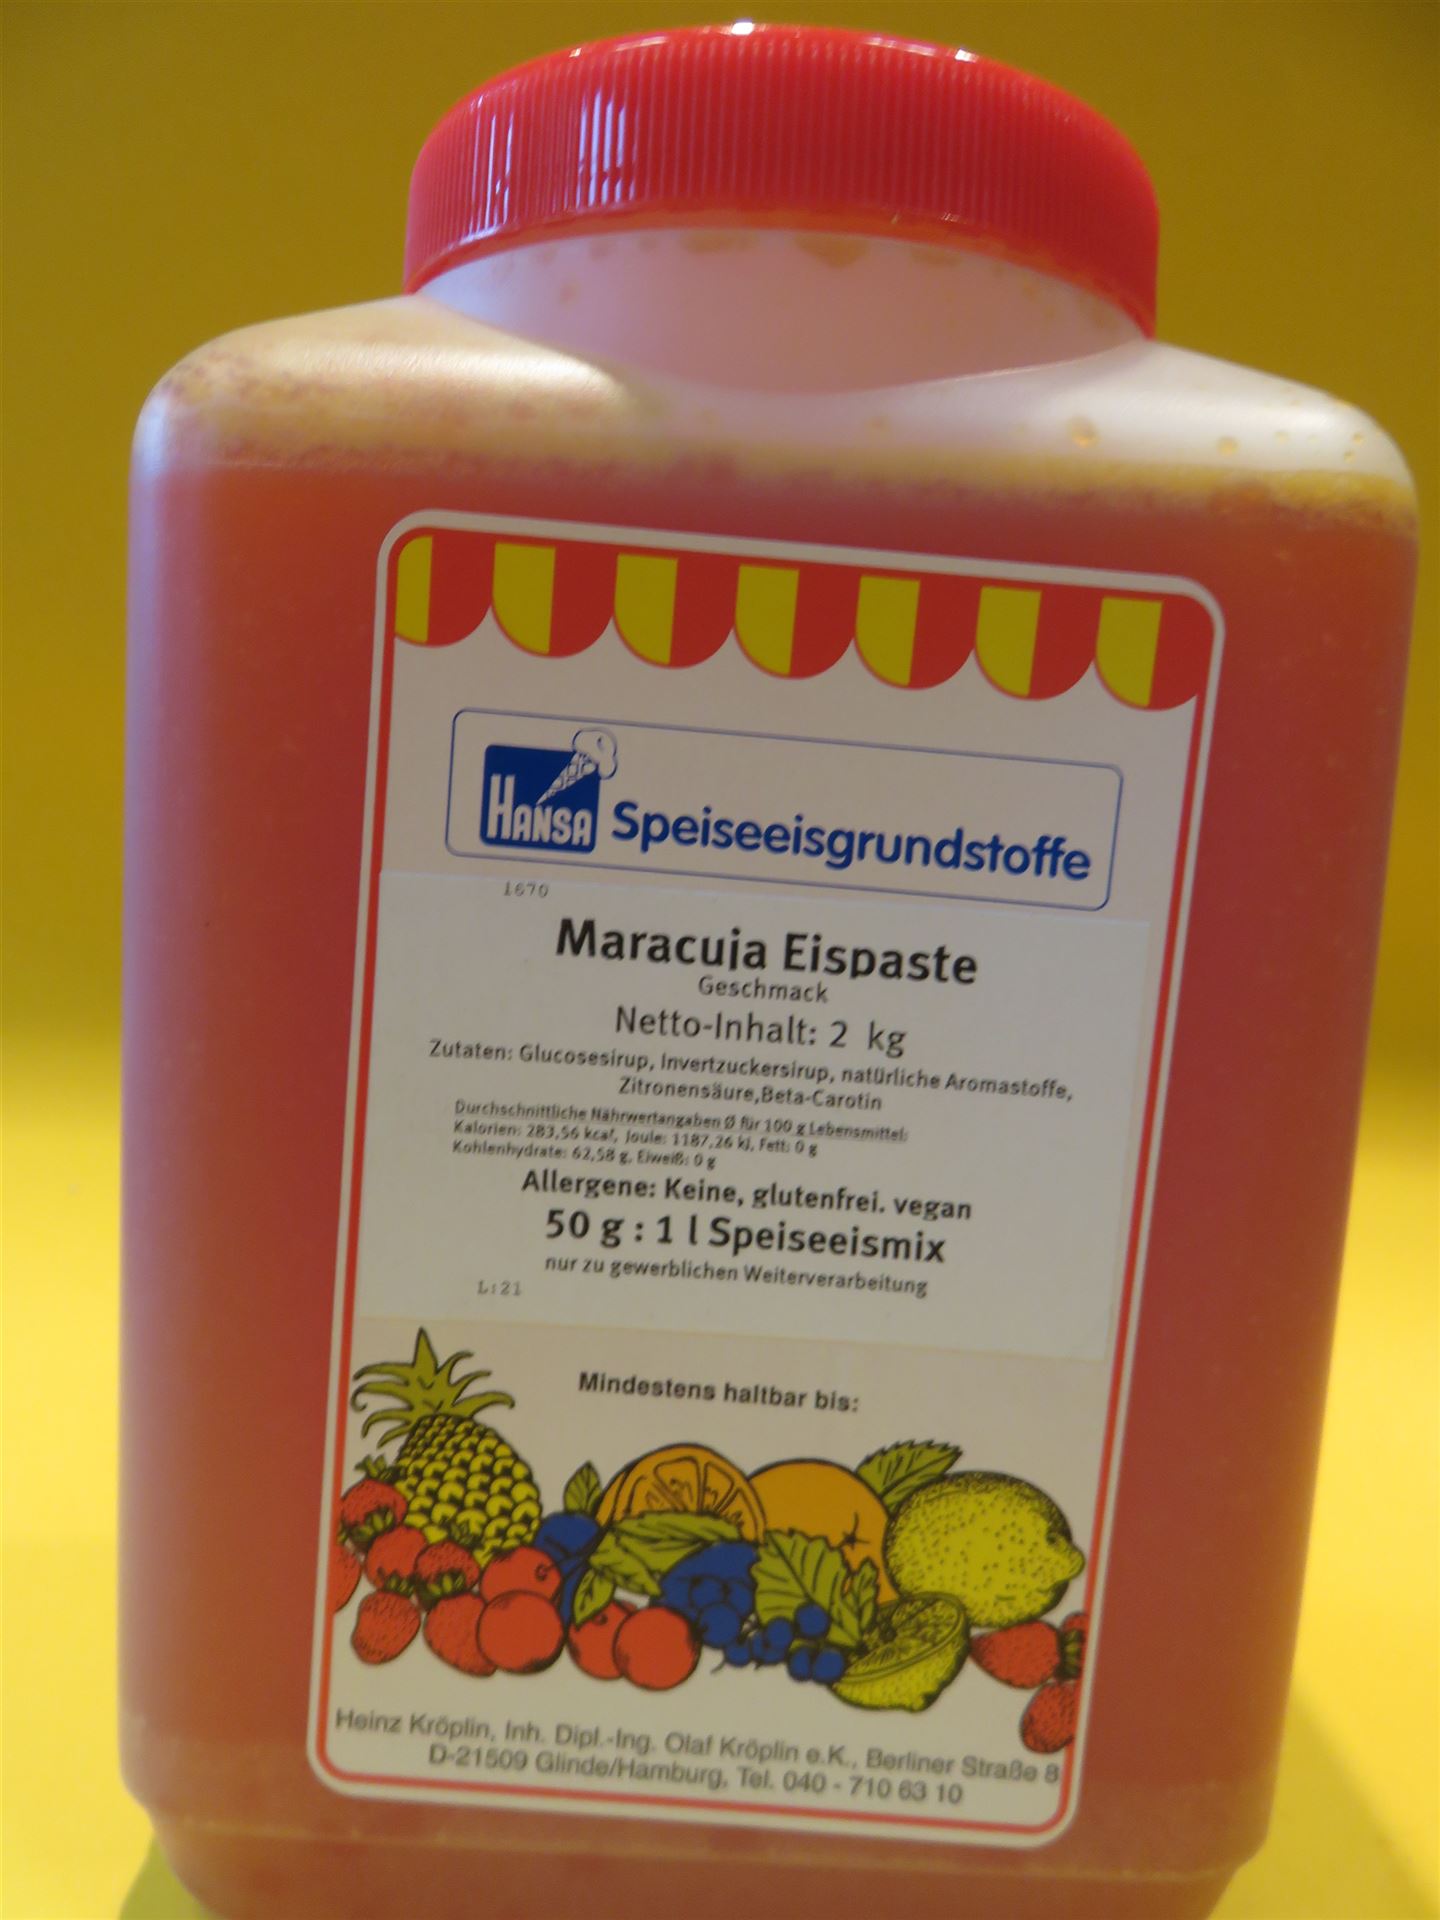 HANSA Speiseeisgrundstoffe
1670
Maracuja Eispaste
Geschmack
Netto-Inhalt: 2 kg
Zutaten: Glucosesirup, Invertzuckersirup, natürliche Aromastoffe,
Zitronensäure,Beta-Carotin
Durchschnittliche Nährwertangaben Ø für 100 g Lebensmittel:
Kalorien: 283,56 kcal, Joule: 1187,26 kJ, Fett: 0 g
Kohlenhydrate: 62,58 g, Eiweiß: 0 g
Allergene: Keine, glutenfrei. vegan
50 g : 1 l Speiseeismix
nur zu gewerblichen Weiterverarbeitung
L:21
Mindestens haltbar bis:
Heinz Kröplin, Inh. Dipl.-Ing. Olaf Kröplin e.K., Berliner Straße 8
D-21509 Glinde/Hamburg, Tel. 040 - 710 63 10